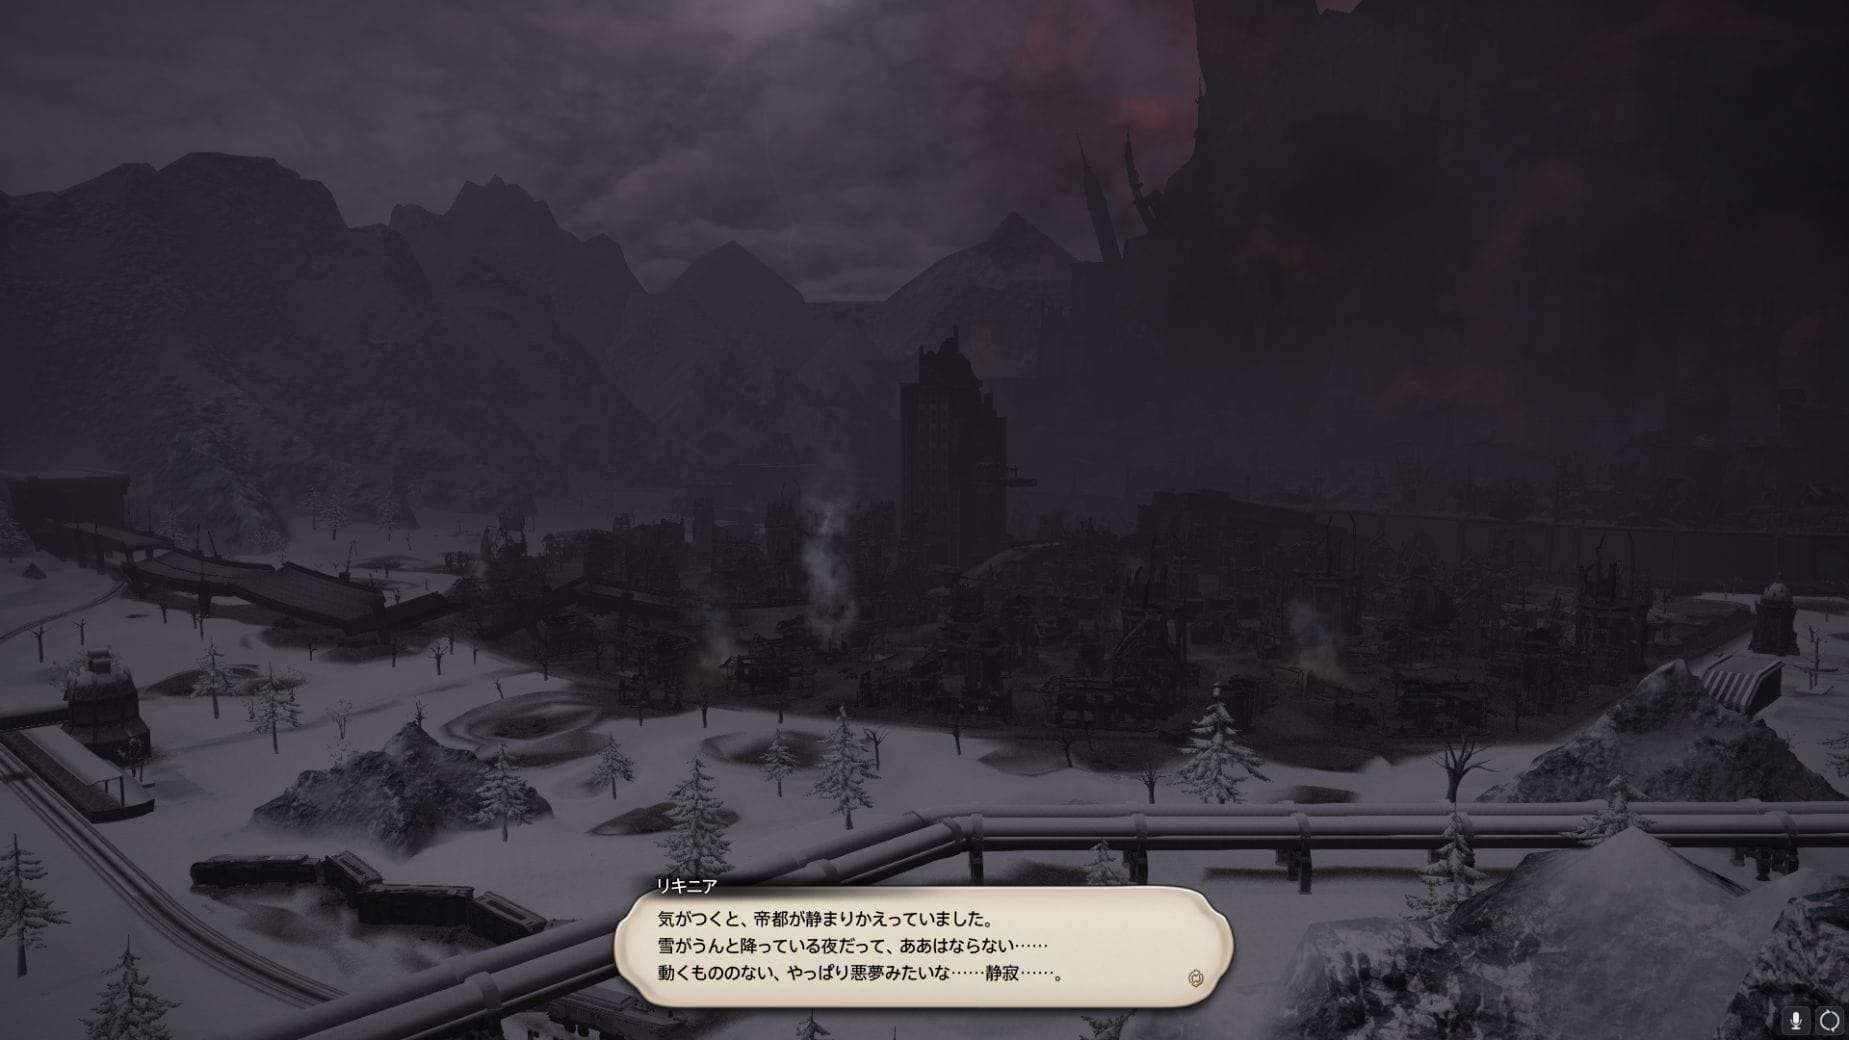 リキニア
気がつくと、帝都が静まりかえっていました。
雪がうんと降っている夜だって、ああはならない……
動くもののない、やっぱり悪夢みたいな……静寂……。